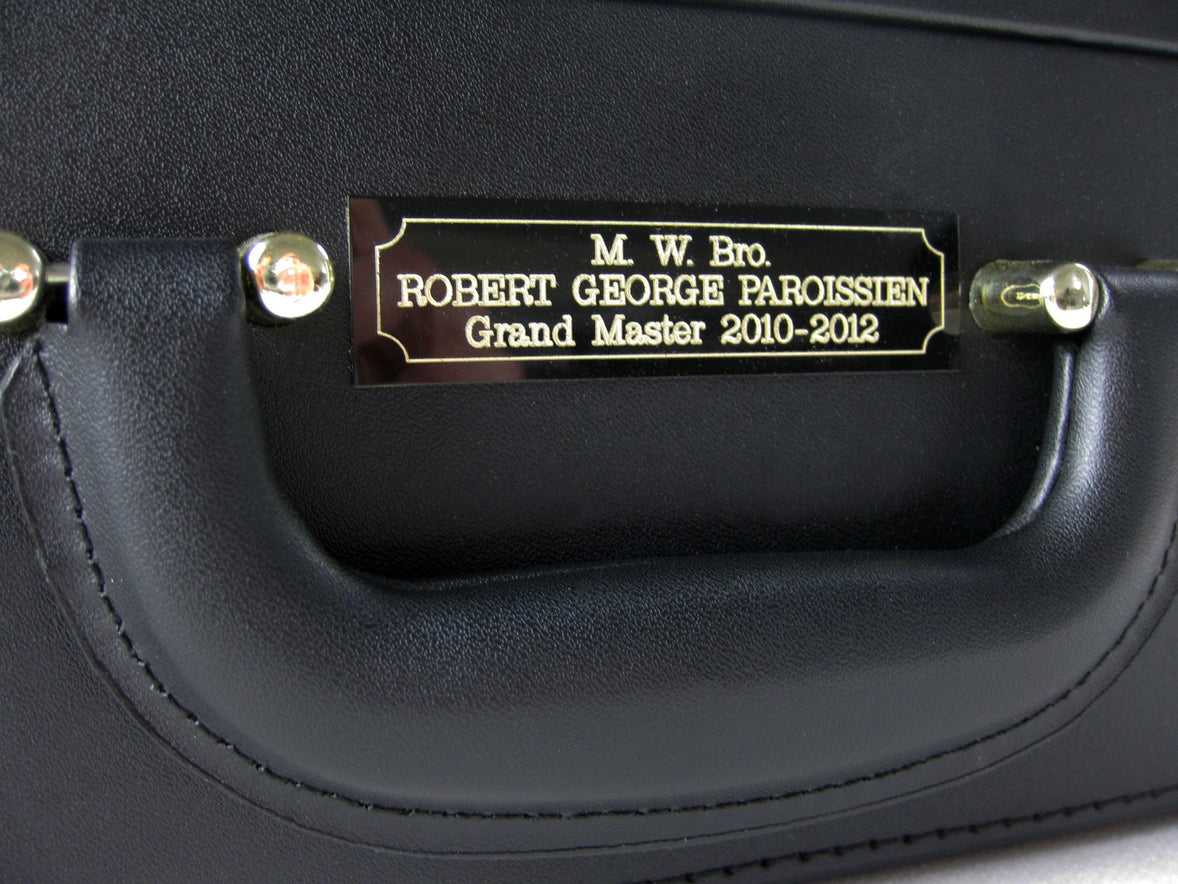 M. W. Bro.
ROBERT GEORGE PAROISSIEN
Grand Master 2010-2012